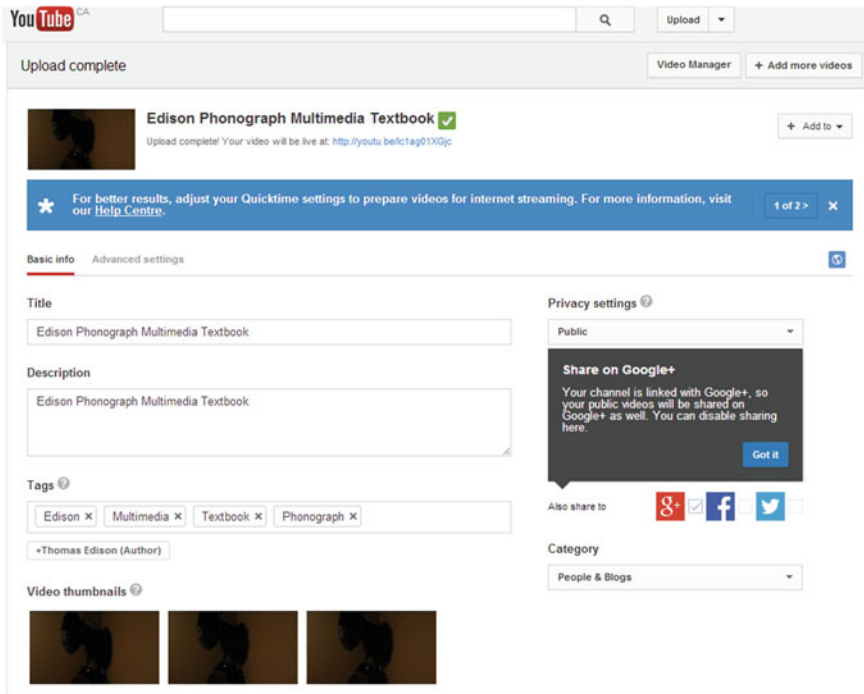 You Tube CA
Upload
Upload complete
Video Manager
+ Add more videos
Edison Phonograph Multimedia Textbook
Upload complete! Your video will be live at: http://youtu.be/lc1ag01XGjc
+ Add to
For better results, adjust your Quicktime settings to prepare videos for internet streaming. For more information, visit
our Help Centre.
1 of 2 >
Basic info
Advanced settings
Title
Edison Phonograph Multimedia Textbook
Description
Edison Phonograph Multimedia Textbook
Tags
Edison
Multimedia
Textbook
Phonograph
+Thomas Edison (Author)
Video thumbnails
Privacy settings
Public
Share on Google+
Your channel is linked with Google+, so
your public videos will be shared on
Google+ as well. You can disable sharing
here.
Got it
Also share to
Category
People & Blogs